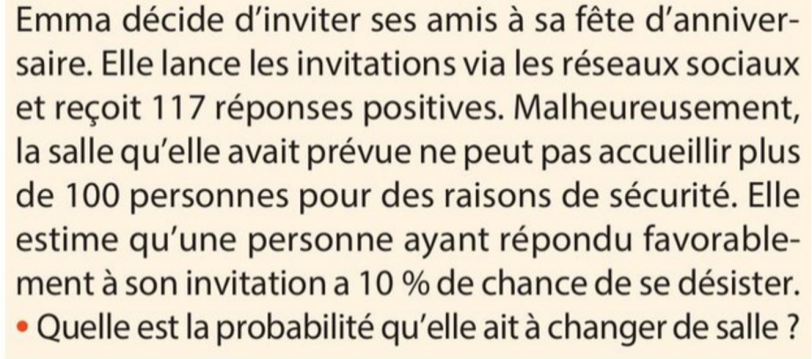 Emma décide d'inviter ses amis à sa fête d'anniver-
saire. Elle lance les invitations via les réseaux sociaux
et reçoit 117 réponses positives. Malheureusement,
la salle qu'elle avait prévue ne peut pas accueillir plus
de 100 personnes pour des raisons de sécurité. Elle
estime qu'une personne ayant répondu favorable-
ment à son invitation a 10 % de chance de se désister.
• Quelle est la probabilité qu'elle ait à changer de salle ?